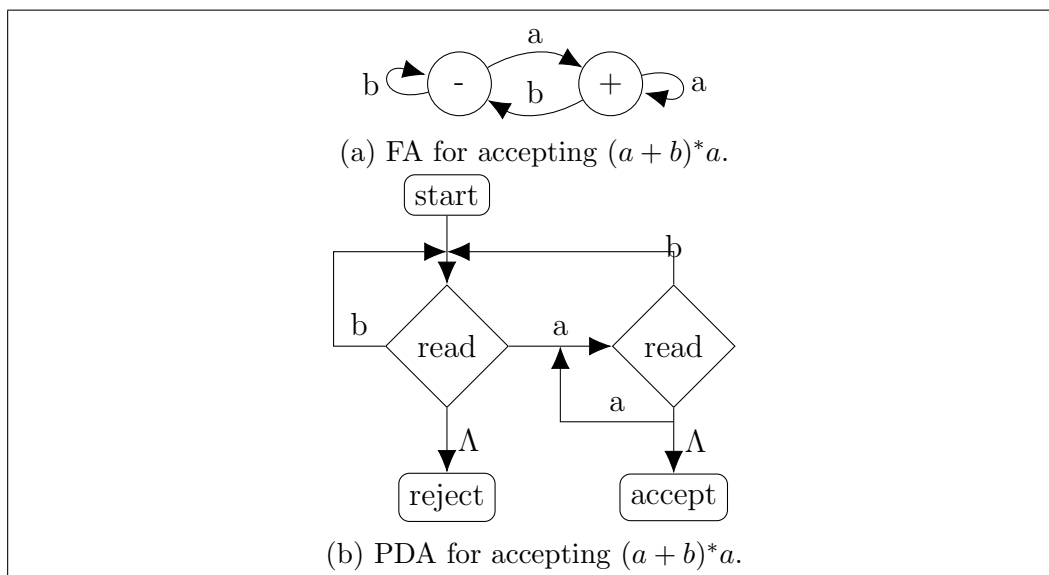 a
b - + a
b
(a) FA for accepting (a + b)*a.
start
b
b a
read read
a
Λ Λ
reject accept
(b) PDA for accepting (a + b)*a.